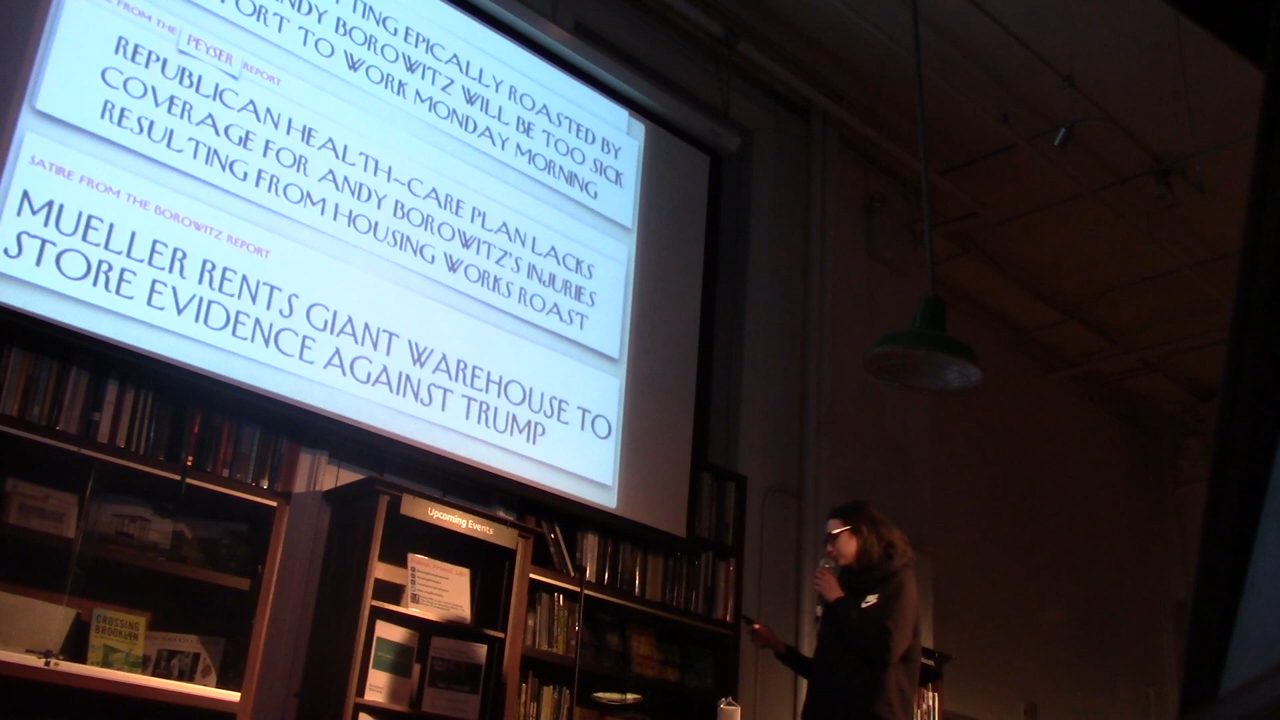 TTING EPICALLY ROASTED BY
ANDY BOROWITZ WILL BE TOO SICK
PORT TO WORK MONDAY MORNING
FROM THE PEYSER REPORT
REPUBLICAN HEALTH-CARE PLAN LACKS
COVERAGE FOR ANDY BOROWITZ'S INJURIES
RESULTING FROM HOUSING WORKS ROAST
SATIRE FROM THE BOROWITZ REPORT
MUELLER RENTS GIANT WAREHOUSE TO
STORE EVIDENCE AGAINST TRUMP
Upcoming Events
CROSSING
BROOKLYN